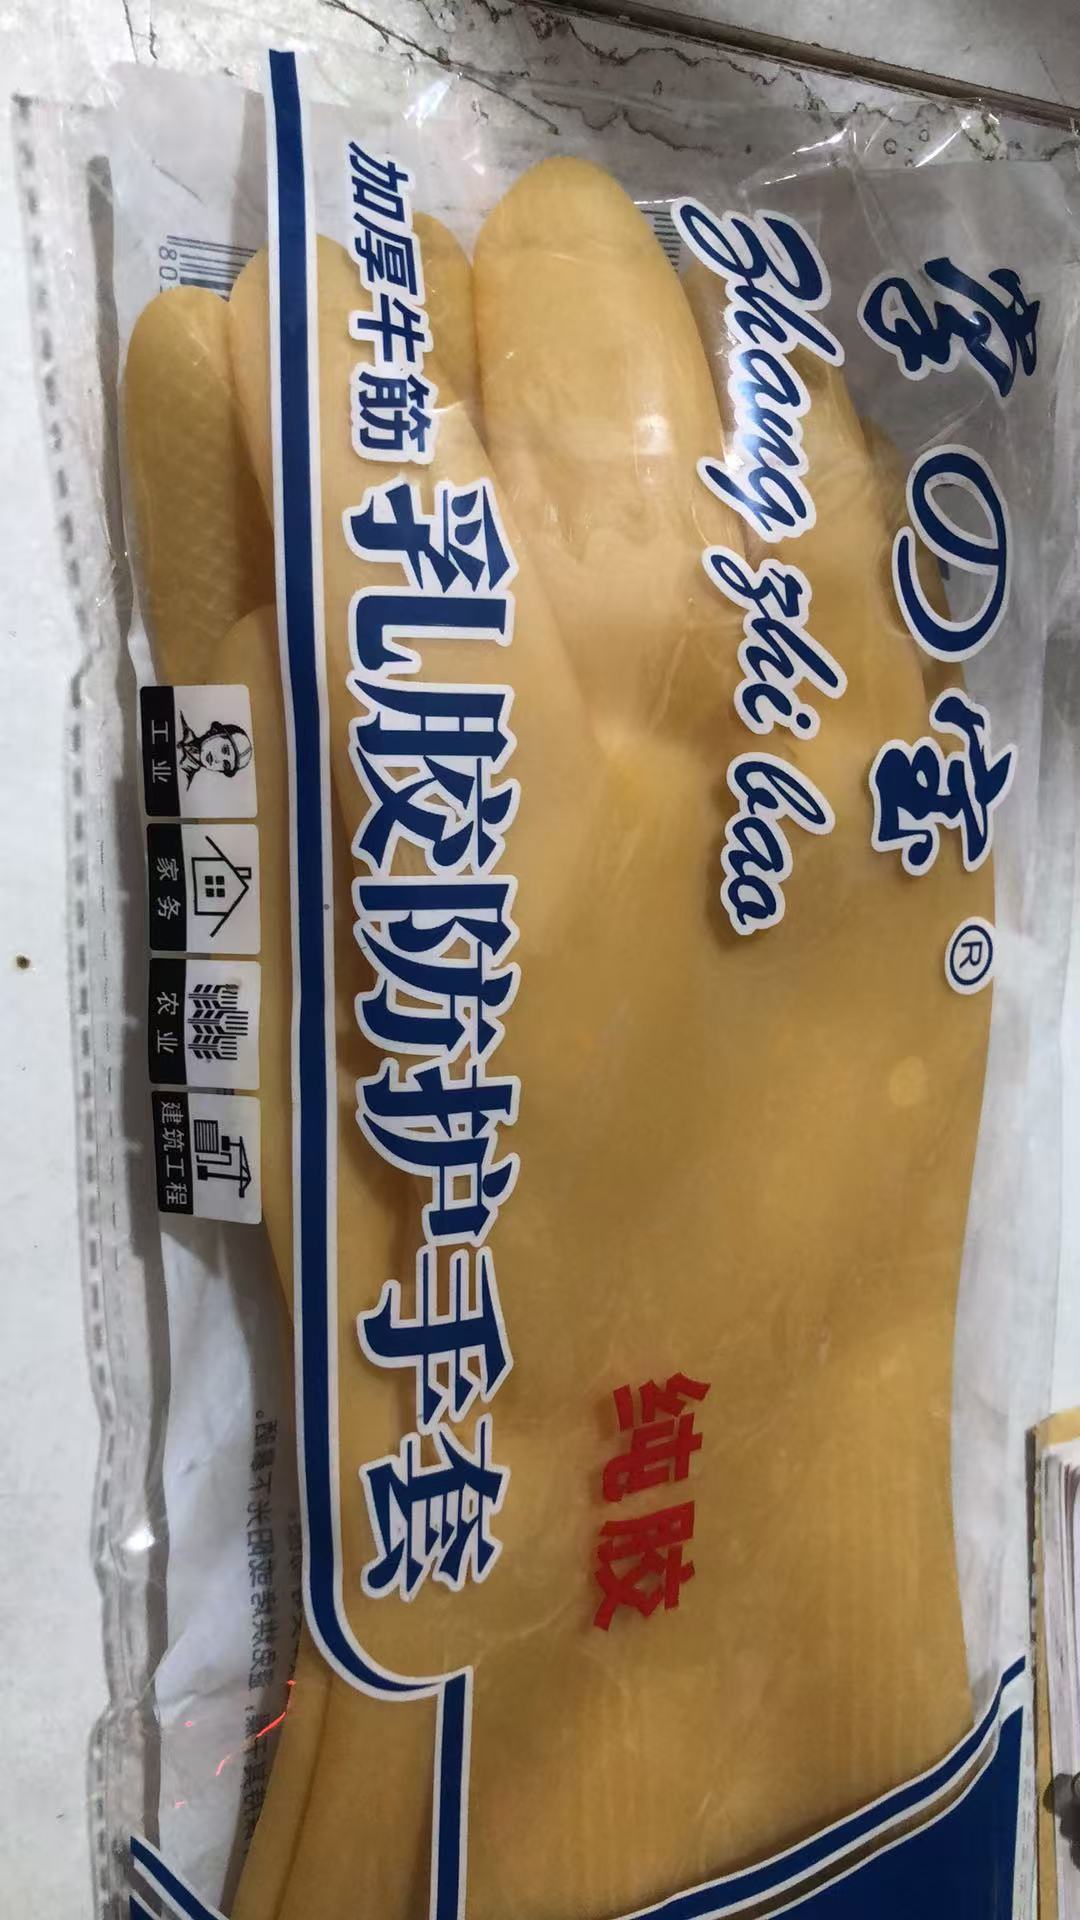 掌の宝®
Zhang zhi bao
纯胶
加厚牛筋 乳胶防护手套
工业
家务
农业
建筑工程